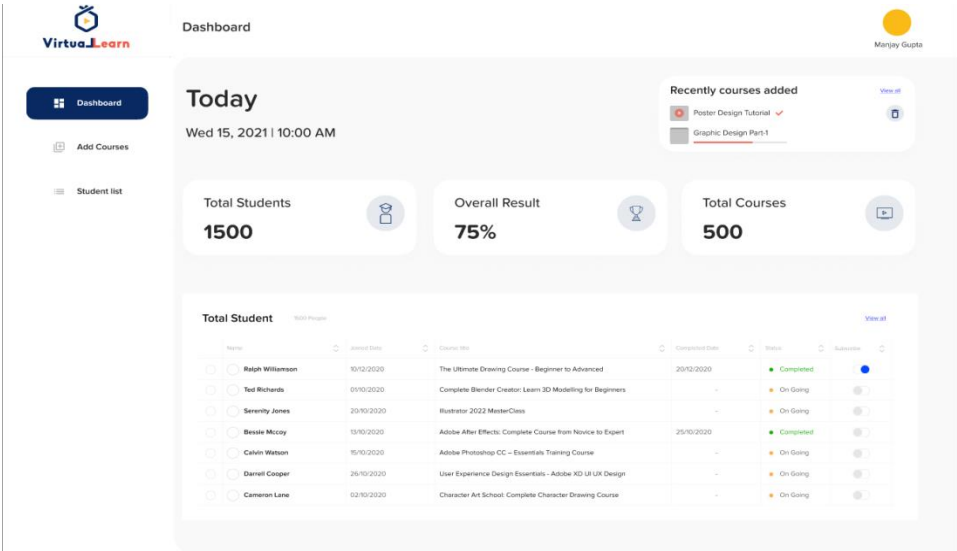 VirtuaLLearn
Dashboard
Manjay Gupta
Dashboard
Add Courses
Student list
Today
Wed 15, 2021 | 10:00 AM
Recently courses added View all
Poster Design Tutorial
Graphic Design Part-1
Total Students
1500
Overall Result
75%
Total Courses
500
Total Student 1500 People View all
Name Joined Date Course title Completed Date Status Subscribe
Ralph Williamson 10/12/2020 The Ultimate Drawing Course - Beginner to Advanced 20/12/2020 Completed
Ted Richards 01/10/2020 Complete Blender Creator: Learn 3D Modelling for Beginners - On Going
Serenity Jones 20/10/2020 Illustrator 2022 MasterClass - On Going
Bessie Mccoy 13/10/2020 Adobe After Effects: Complete Course from Novice to Expert 25/10/2020 Completed
Calvin Watson 15/10/2020 Adobe Photoshop CC – Essentials Training Course - On Going
Darrell Cooper 26/10/2020 User Experience Design Essentials - Adobe XD UI UX Design - On Going
Cameron Lane 02/10/2020 Character Art School: Complete Character Drawing Course - On Going